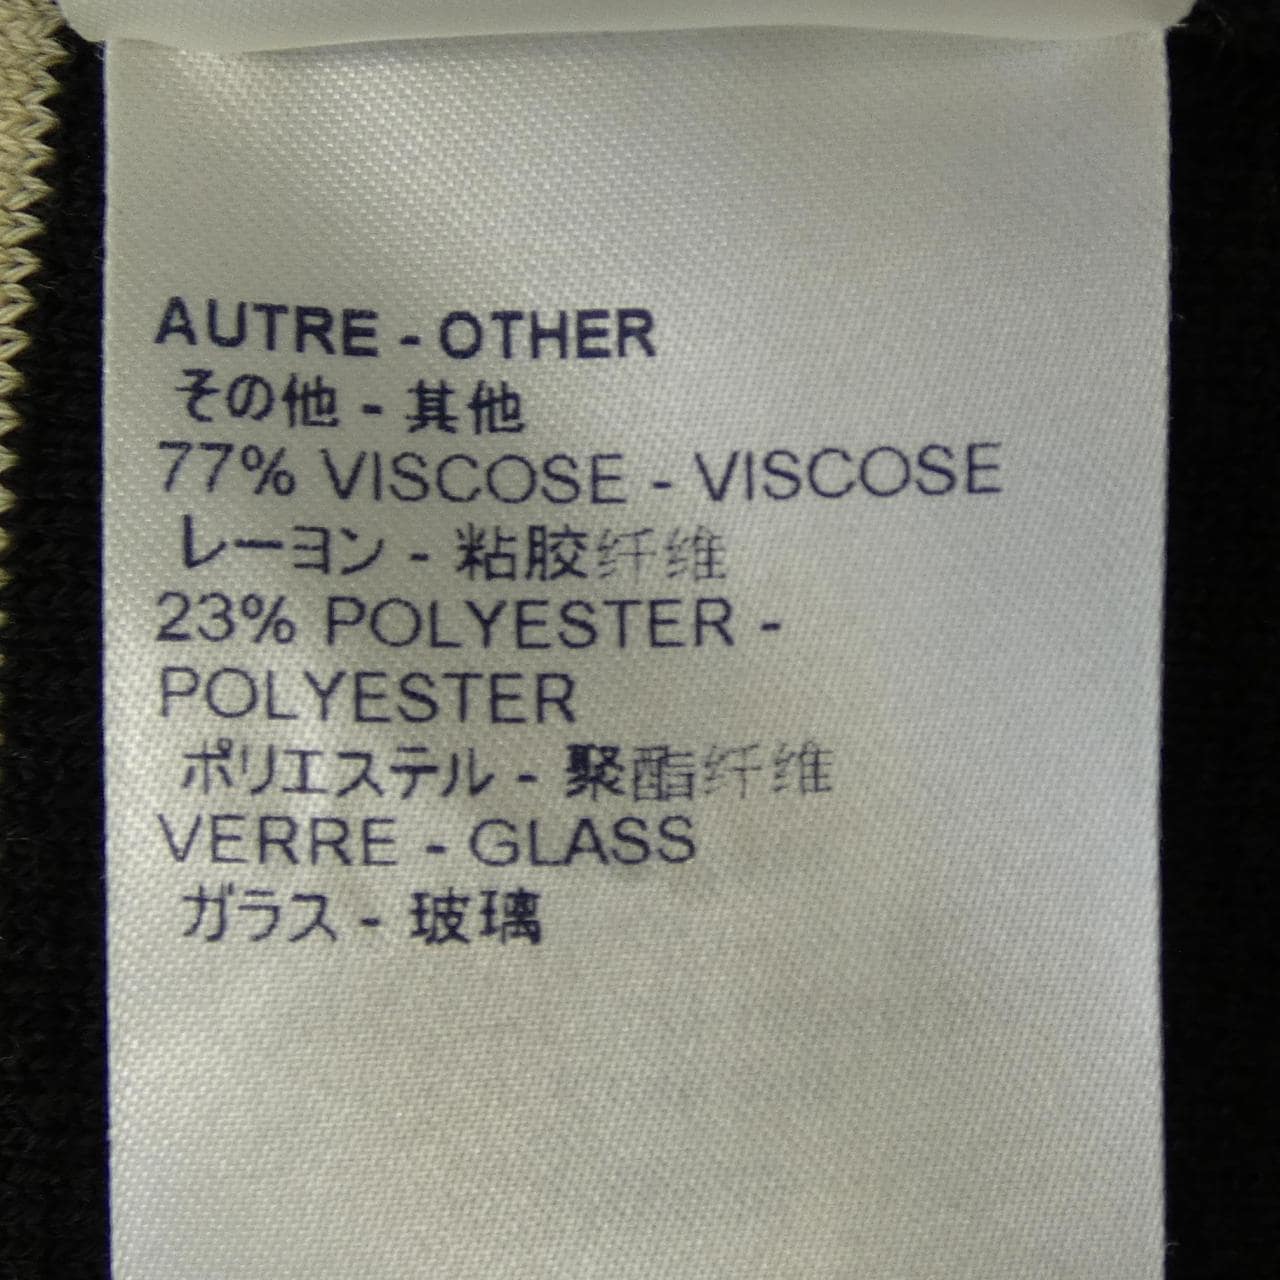 AUTRE - OTHER
その他 - 其他
77% VISCOSE - VISCOSE
レーヨン - 粘胶纤维
23% POLYESTER -
POLYESTER
ポリエステル - 聚酯纤维
VERRE - GLASS
ガラス - 玻璃